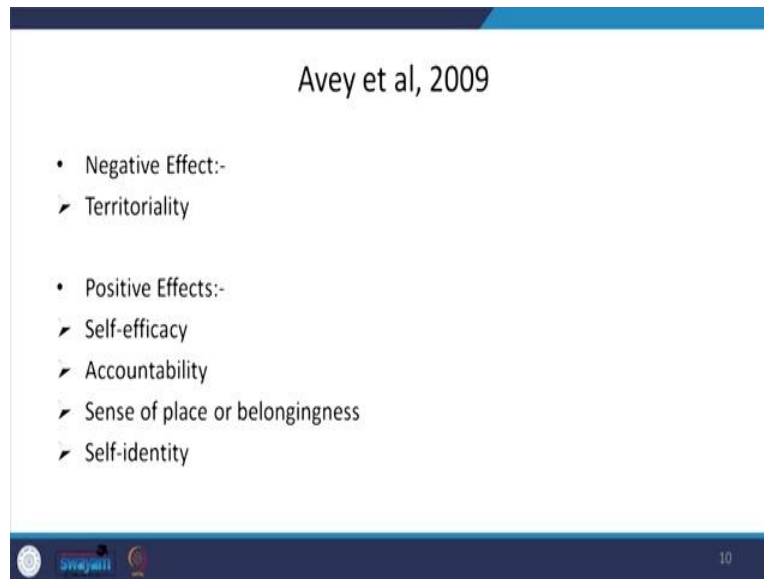 Avey et al, 2009
• Negative Effect:-
➤ Territoriality
• Positive Effects:-
➤ Self-efficacy
➤ Accountability
➤ Sense of place or belongingness
➤ Self-identity
swayam
10